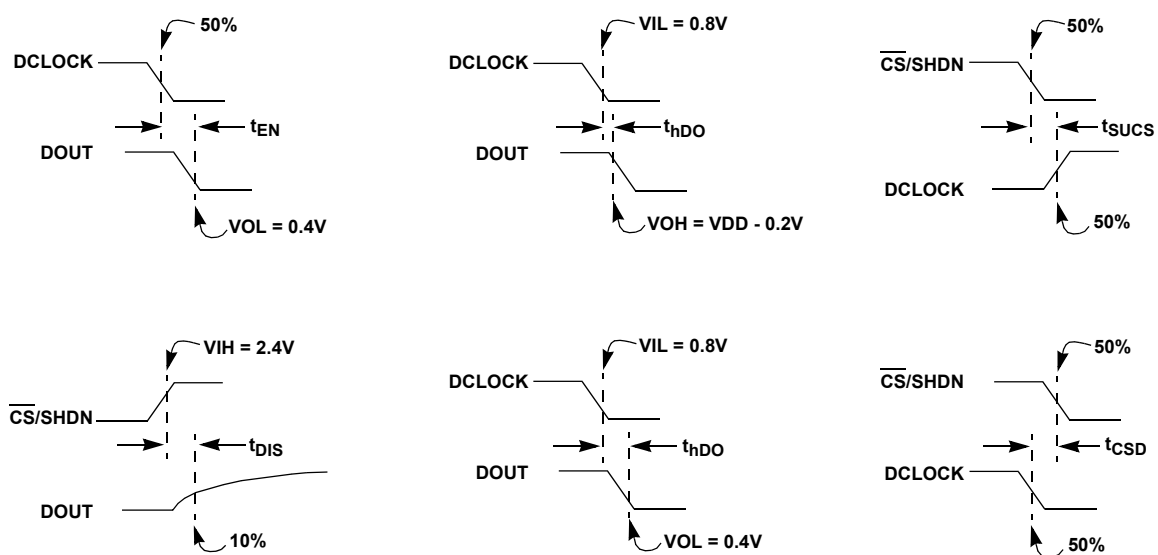 50%
DCLOCK
tEN
DOUT
VOL = 0.4V
VIL = 0.8V
DCLOCK
thDO
DOUT
VOH = VDD - 0.2V
50%
CS/SHDN
tSUCS
DCLOCK
50%
VIH = 2.4V
CS/SHDN
tDIS
DOUT
10%
VIL = 0.8V
DCLOCK
thDO
DOUT
VOL = 0.4V
50%
CS/SHDN
tCSD
DCLOCK
50%